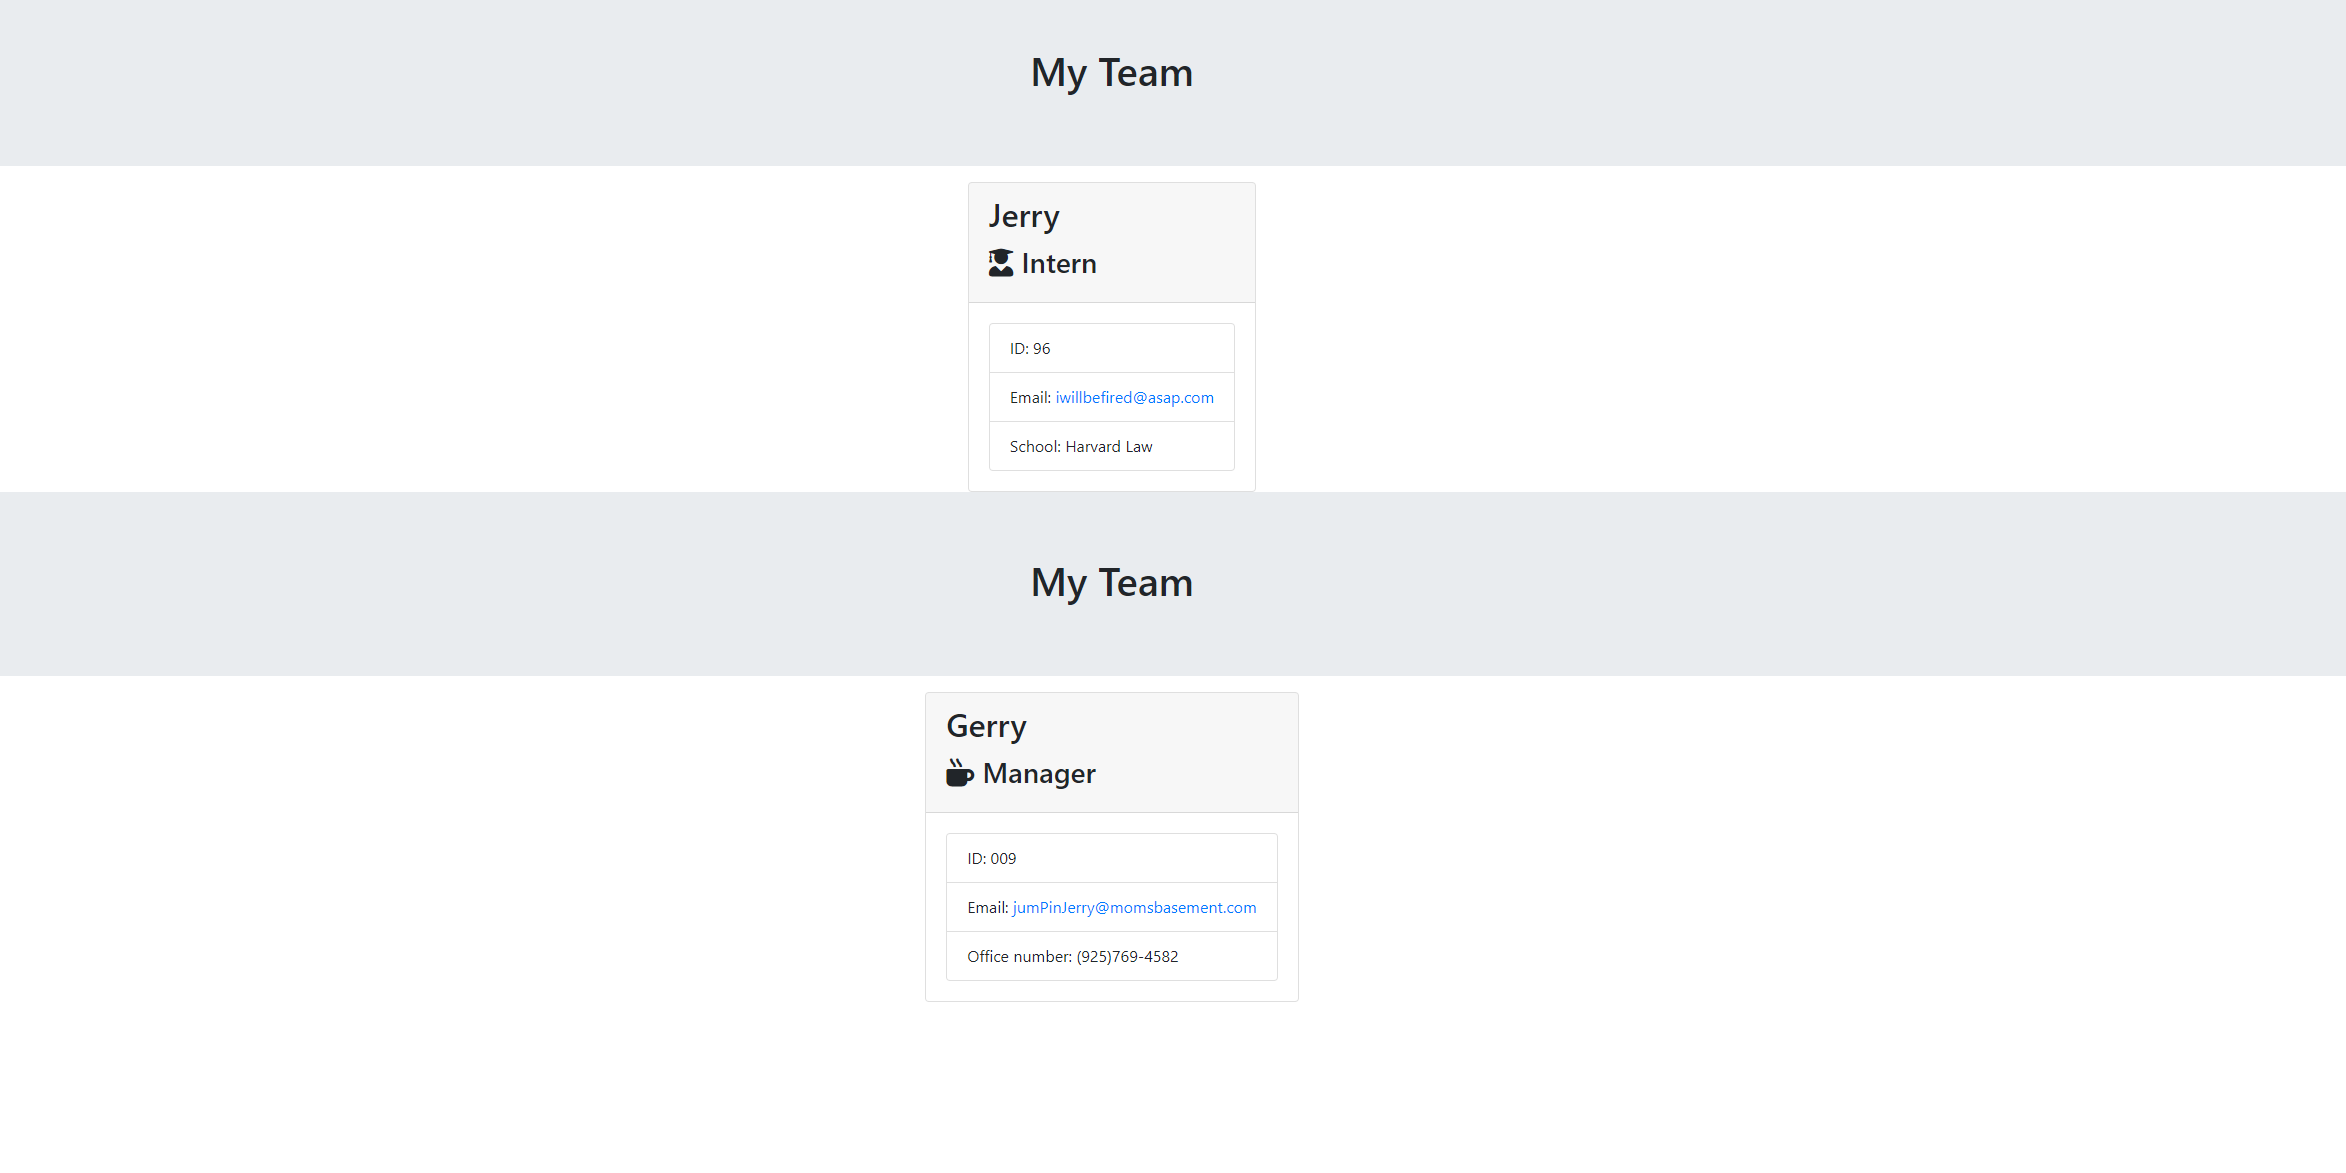 My Team
Jerry
Intern
ID: 96
Email: iwillbefired@asap.com
School: Harvard Law
My Team
Gerry
Manager
ID: 009
Email: jumPinJerry@momsbasement.com
Office number: (925)769-4582